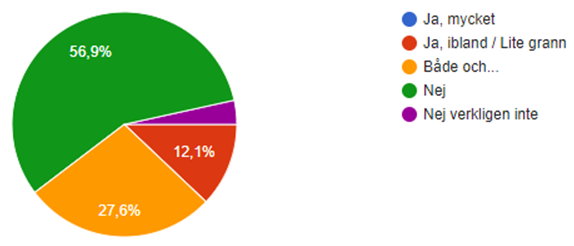 56,9%
12,1%
27,6%
Ja, mycket
Ja, ibland / Lite grann
Både och...
Nej
Nej verkligen inte